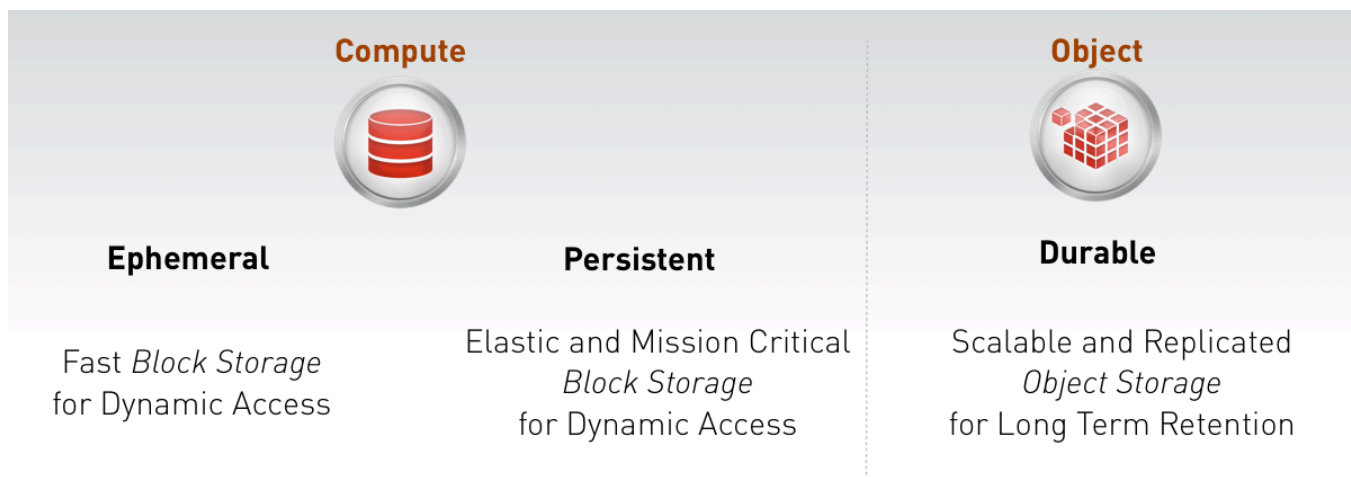 Compute
Object
Ephemeral
Persistent
Durable
Fast Block Storage
for Dynamic Access
Elastic and Mission Critical
Block Storage
for Dynamic Access
Scalable and Replicated
Object Storage
for Long Term Retention